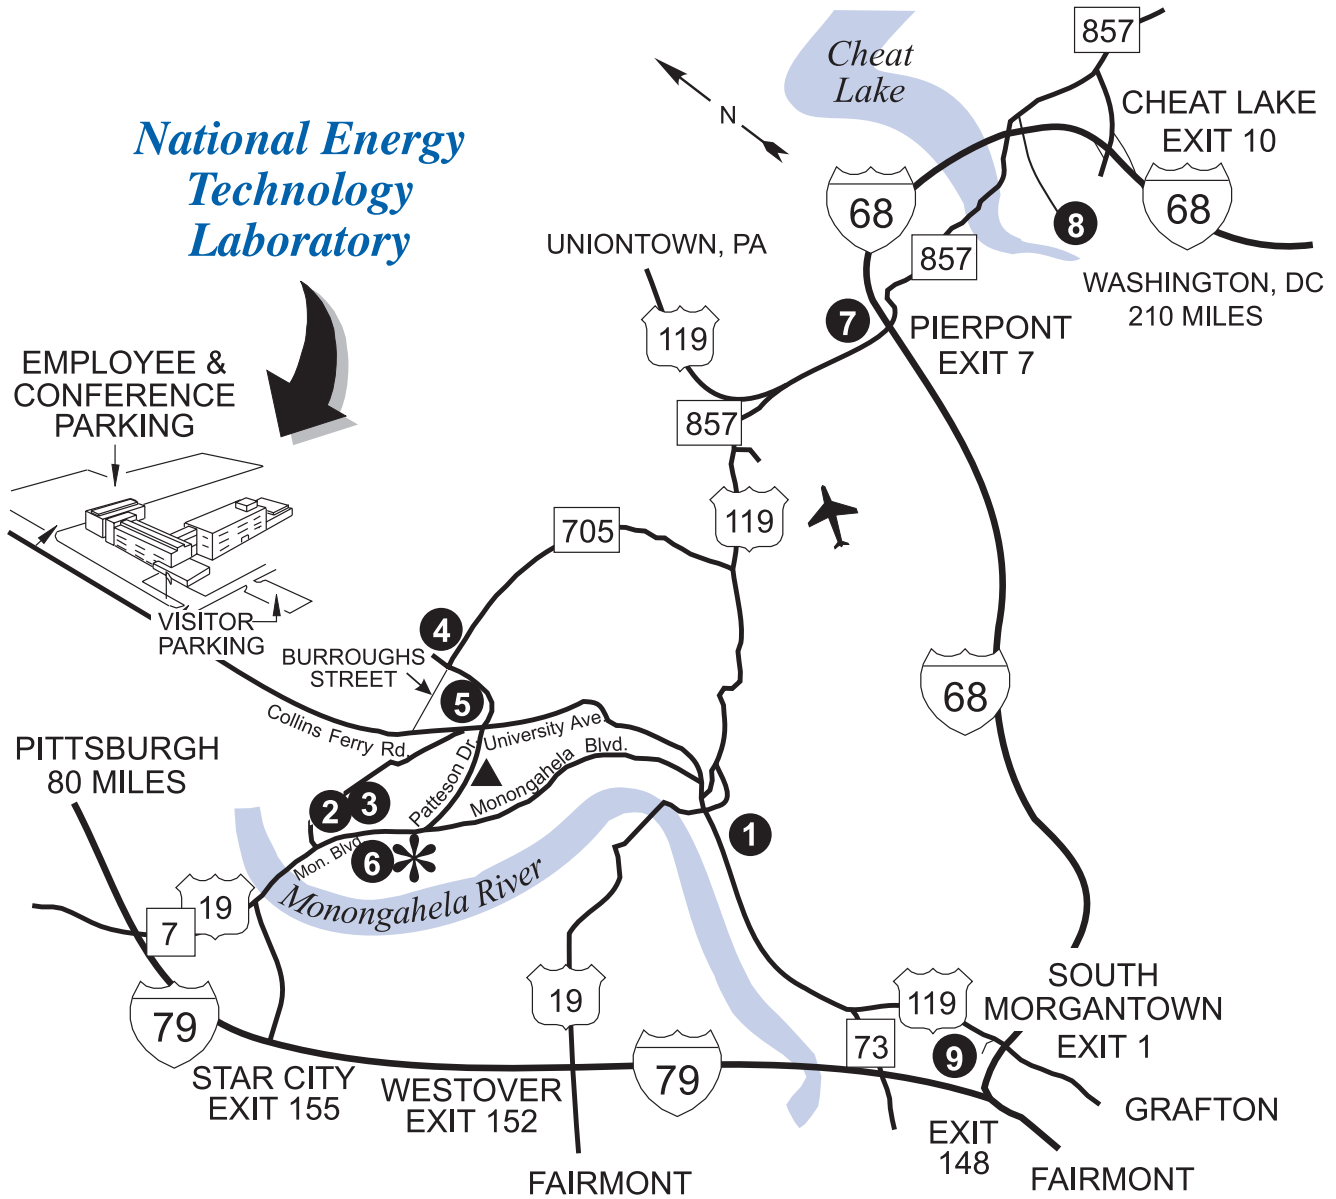 857
Cheat
Lake
N
CHEAT LAKE
EXIT 10
National Energy
Technology
Laboratory
68
68
8
UNIONTOWN, PA
857
WASHINGTON, DC
210 MILES
7
119
PIERPONT
EXIT 7
EMPLOYEE &
CONFERENCE
PARKING
857
119
705
VISITOR
PARKING
4
BURROUGHS
STREET
5
68
Collins Ferry Rd.
University Ave.
Patteson Dr.
Monongahela Blvd.
PITTSBURGH
80 MILES
2
3
1
Mon. Blvd.
6
Monongahela River
19
7
19
119
SOUTH
MORGANTOWN
EXIT 1
79
73
9
79
STAR CITY
EXIT 155
WESTOVER
EXIT 152
GRAFTON
EXIT
148
FAIRMONT
FAIRMONT